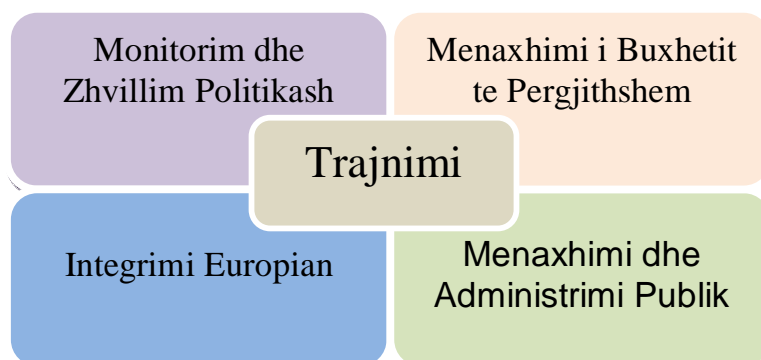 Monitorim dhe
Zhvillim Politikash
Menaxhimi i Buxhetit
te Pergjithshem
Trajnimi
Integrimi Europian
Menaxhimi dhe
Administrimi Publik